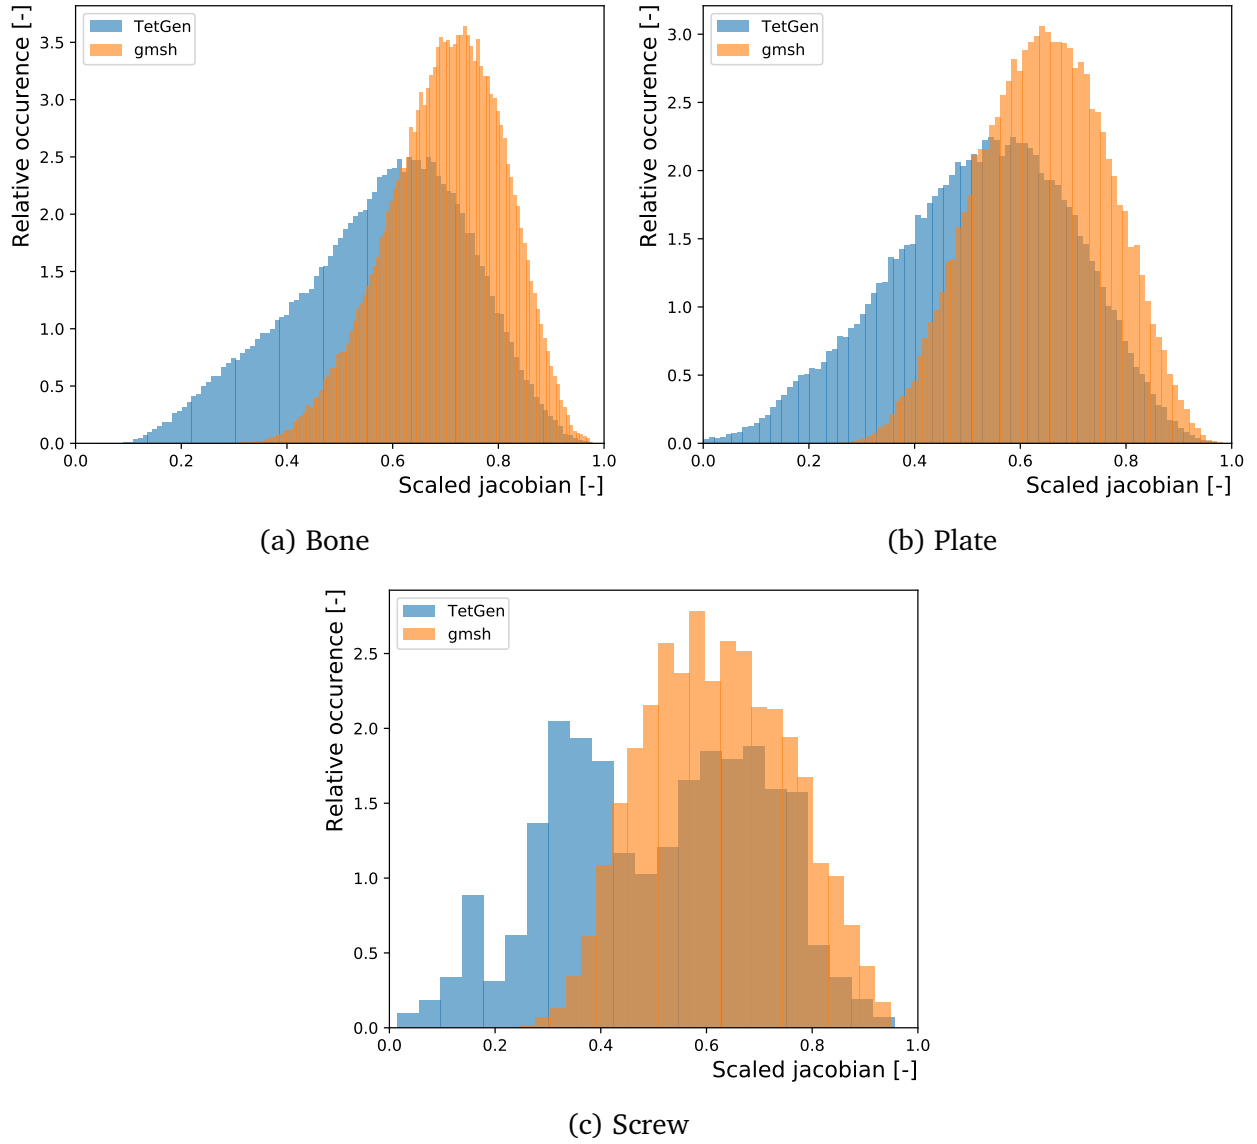 TetGen
gmsh
Relative occurence [-]
3.5
3.0
2.5
2.0
1.5
1.0
0.5
0.0
0.0 0.2 0.4 0.6 0.8 1.0
Scaled jacobian [-]
(a) Bone
TetGen
gmsh
Relative occurence [-]
3.0
2.5
2.0
1.5
1.0
0.5
0.0
0.0 0.2 0.4 0.6 0.8 1.0
Scaled jacobian [-]
(b) Plate
TetGen
gmsh
Relative occurence [-]
2.5
2.0
1.5
1.0
0.5
0.0
0.0 0.2 0.4 0.6 0.8 1.0
Scaled jacobian [-]
(c) Screw